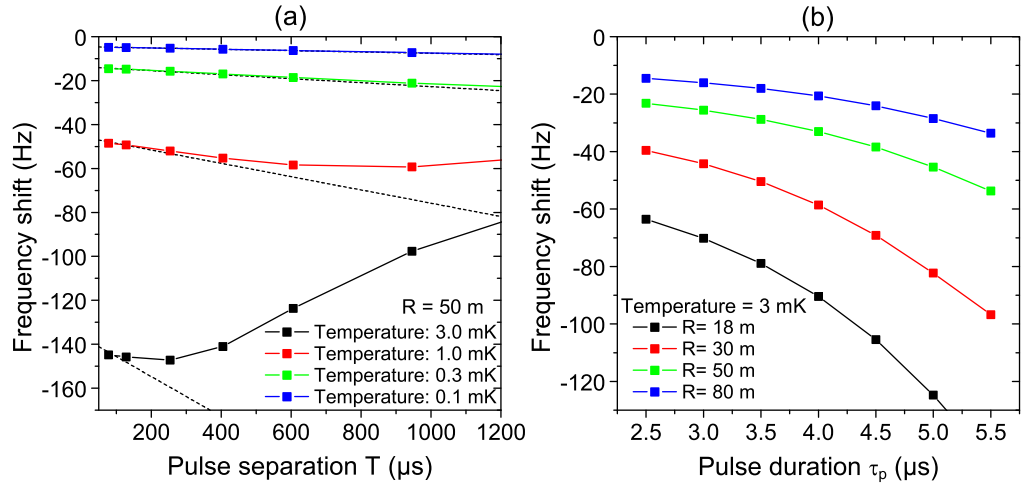 (a)
0
-20
-40
-60
-80
-100
-120
-140
-160
Frequency shift (Hz)
R = 50 m
Temperature: 3.0 mK
Temperature: 1.0 mK
Temperature: 0.3 mK
Temperature: 0.1 mK
200 400 600 800 1000 1200
Pulse separation T (μs)
(b)
0
-20
-40
-60
-80
-100
-120
Frequency shift (Hz)
Temperature = 3 mK
R= 18 m
R= 30 m
R= 50 m
R= 80 m
2.5 3.0 3.5 4.0 4.5 5.0 5.5
Pulse duration τp (μs)